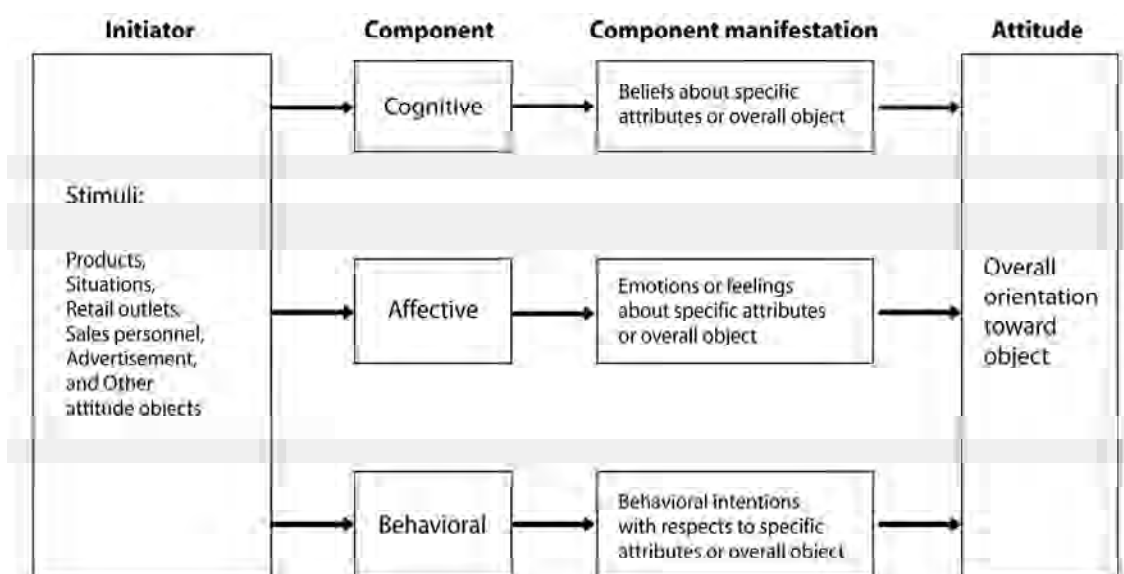 Initiator
Component
Component manifestation
Attitude
Stimuli:
Products,
Situations,
Retail outlets,
Sales personnel,
Advertisement,
and Other
attitude objects
Cognitive
Beliefs about specific
attributes or overall object
Affective
Emotions or feelings
about specific attributes
or overall object
Behavioral
Behavioral intentions
with respects to specific
attributes or overall object
Overall
orientation
toward
object